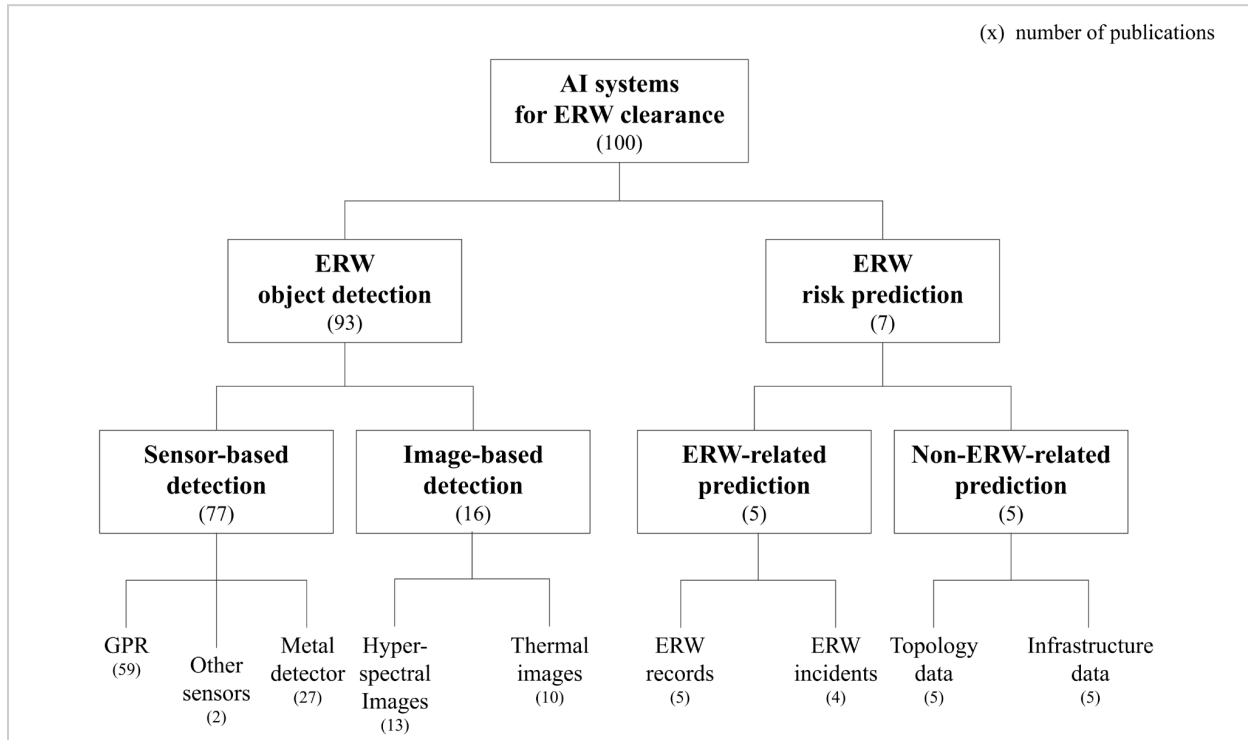 (x) number of publications
AI systems
for ERW clearance
(100)
ERW
object detection
(93)
ERW
risk prediction
(7)
Sensor-based
detection
(77)
Image-based
detection
(16)
ERW-related
prediction
(5)
Non-ERW-related
prediction
(5)
GPR
(59)
Other
sensors
(2)
Metal
detector
(27)
Hyper-
spectral
Images
(13)
Thermal
images
(10)
ERW
records
(5)
ERW
incidents
(4)
Topology
data
(5)
Infrastructure
data
(5)